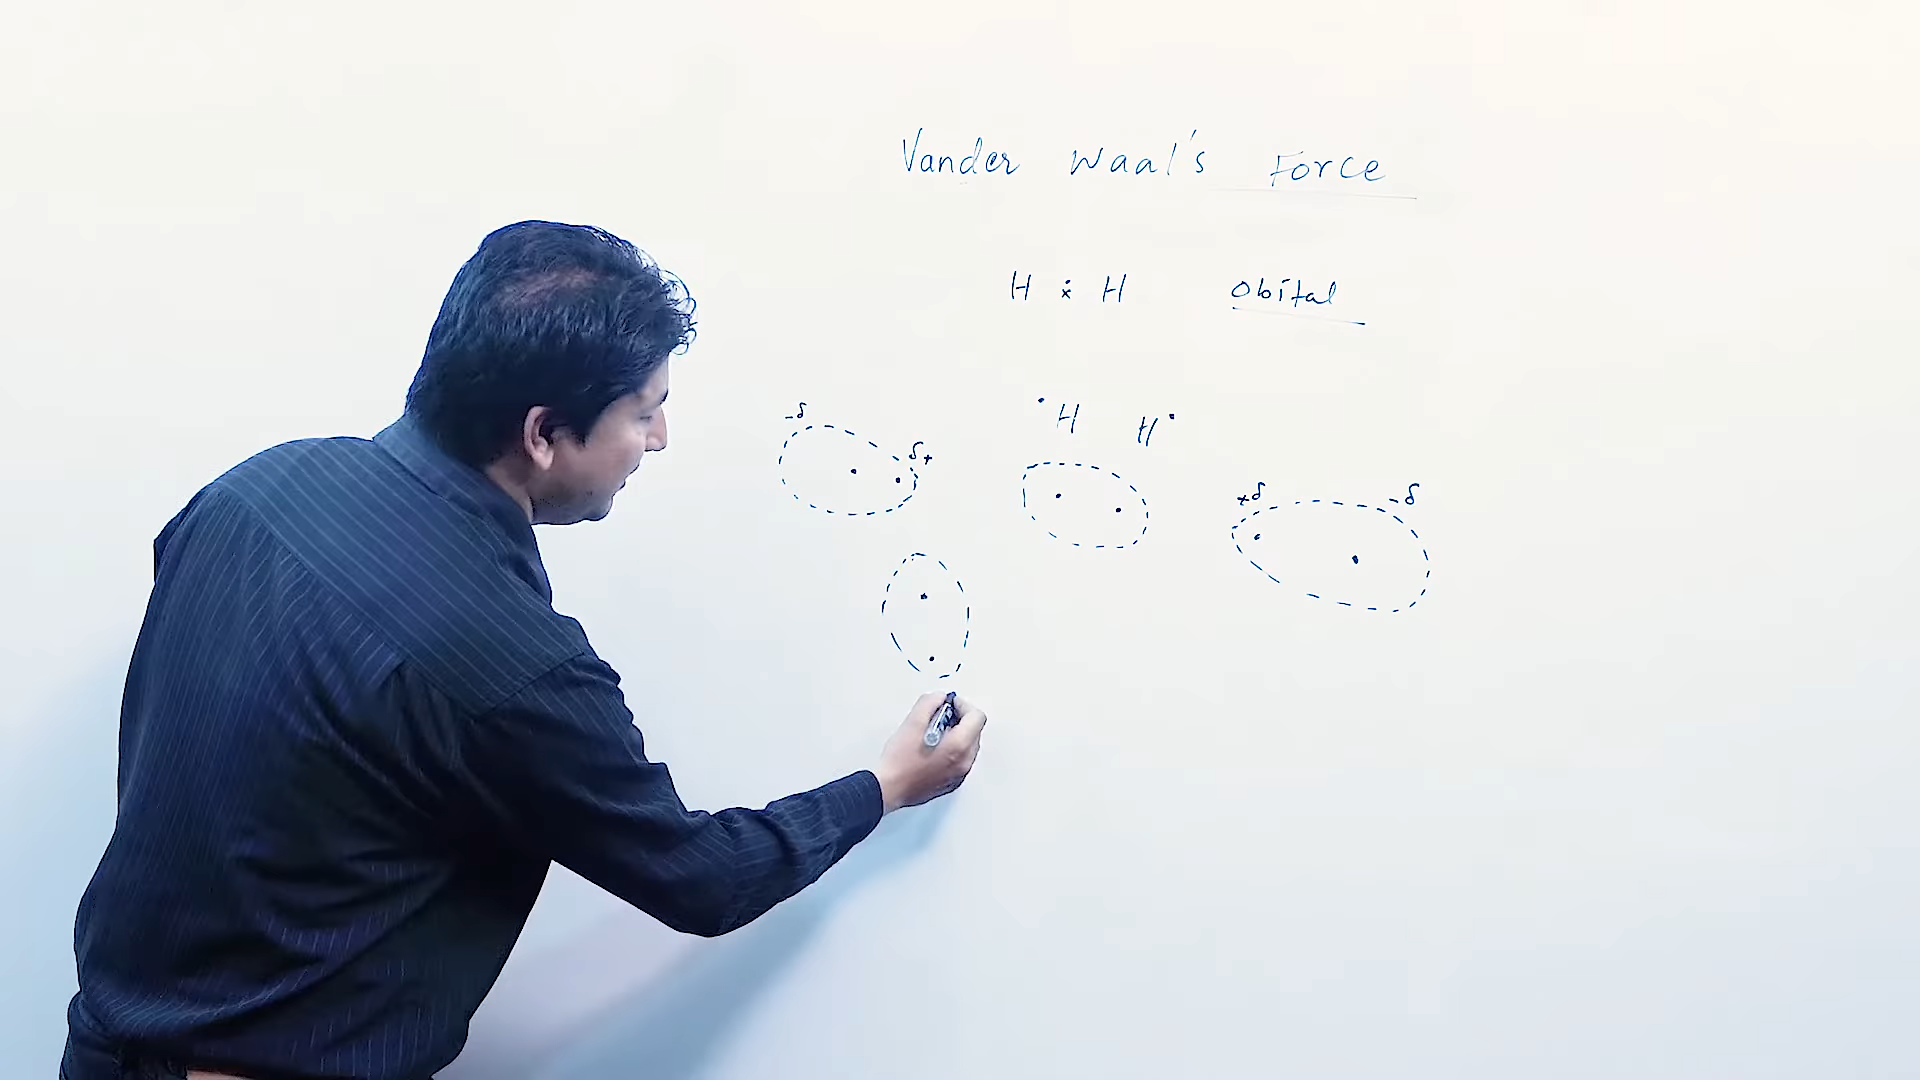 Vander Waal's Force
H : H Obital
-δ δ+
• H H •
+δ -δ